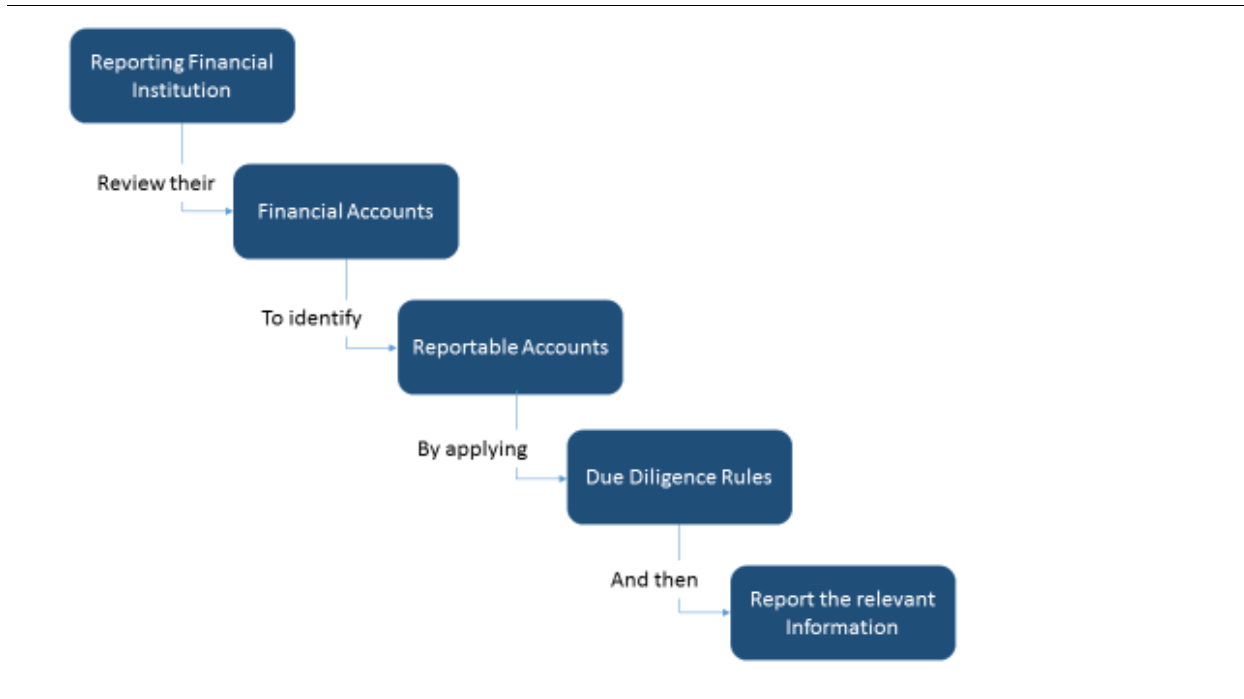 Reporting Financial
Institution
Review their
Financial Accounts
To identify
Reportable Accounts
By applying
Due Diligence Rules
And then
Report the relevant
Information